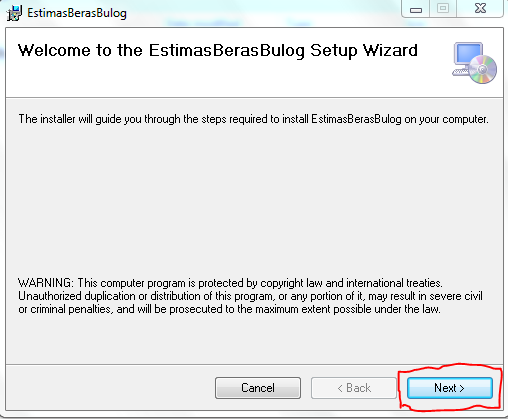 EstimasBerasBulog
Welcome to the EstimasBerasBulog Setup Wizard
The installer will guide you through the steps required to install EstimasBerasBulog on your computer.
WARNING: This computer program is protected by copyright law and international treaties.
Unauthorized duplication or distribution of this program, or any portion of it, may result in severe civil
or criminal penalties, and will be prosecuted to the maximum extent possible under the law.
Cancel
< Back
Next >